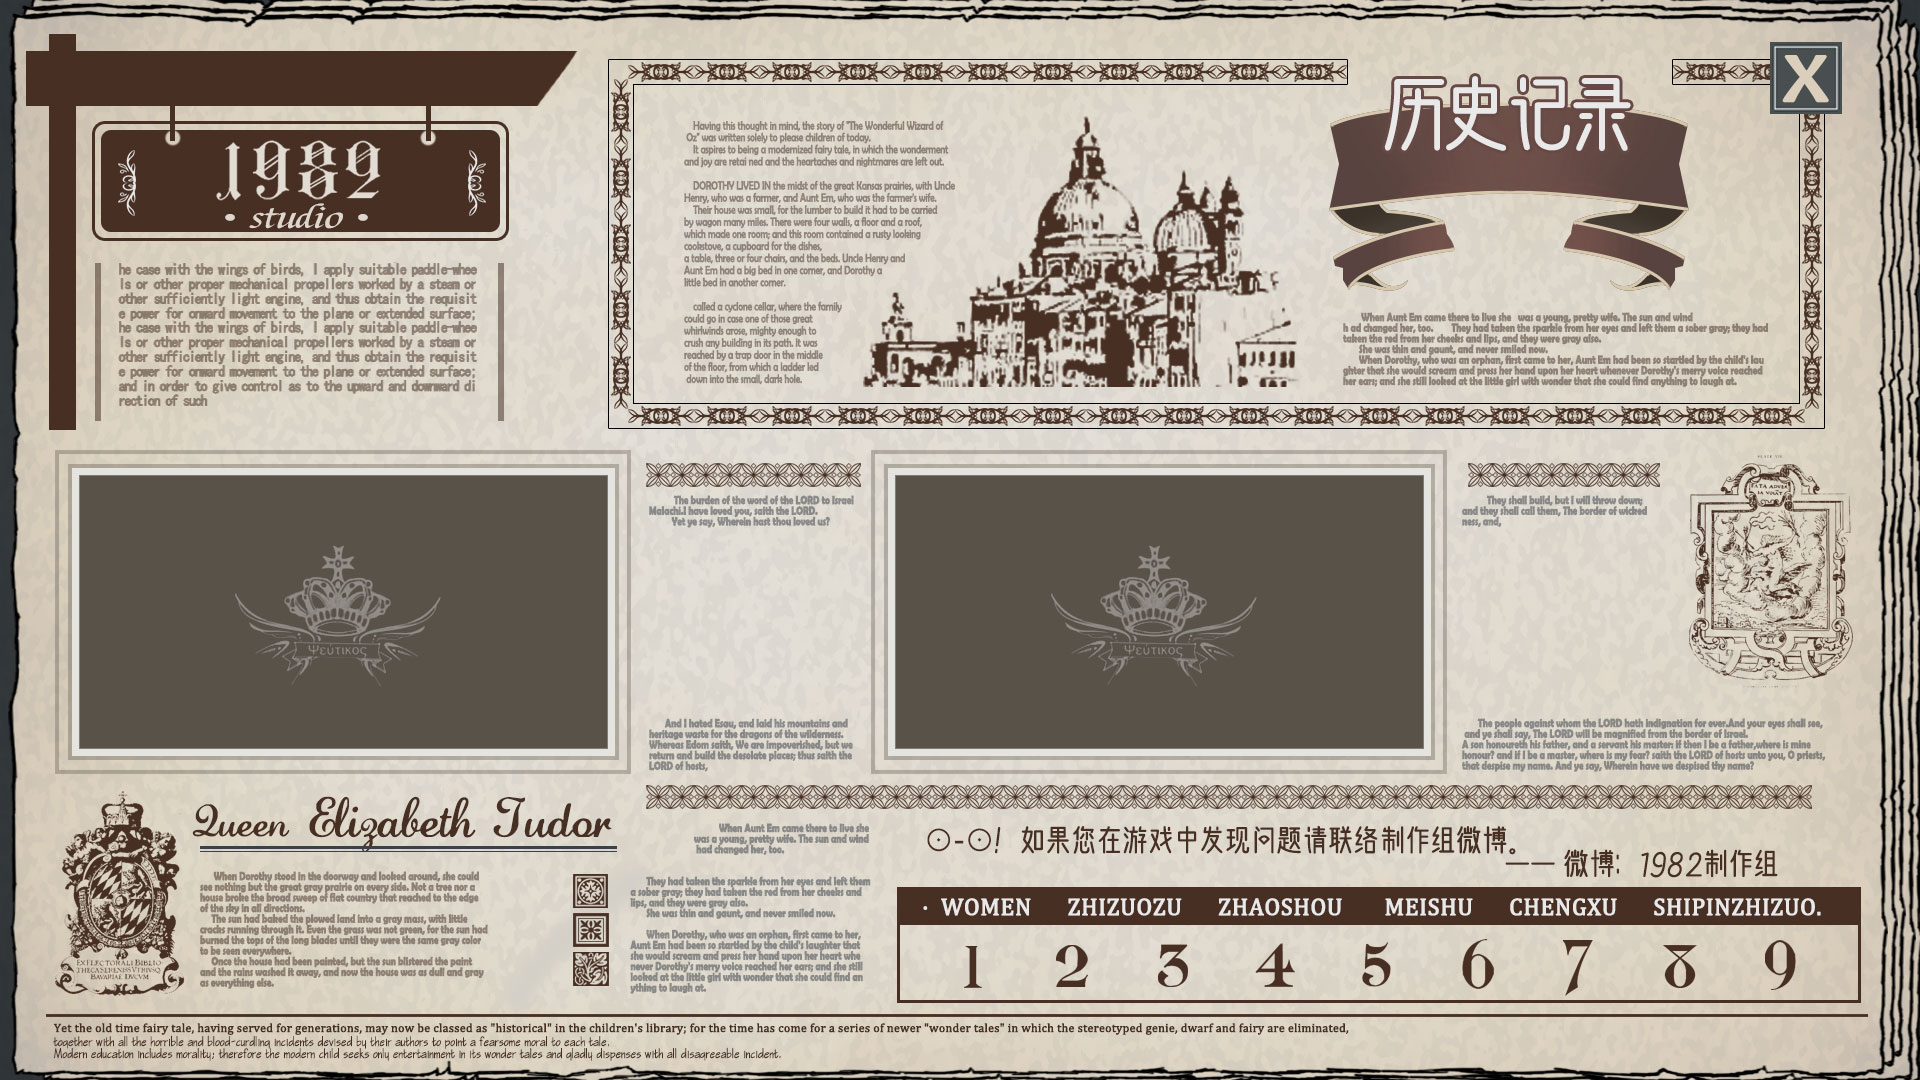 1982
• studio •
he case with the wings of birds, I apply suitable paddle-whee
ls or other proper mechanical propellers worked by a steam or
other sufficiently light engine, and thus obtain the requisit
e power for onward movement to the plane or extended surface;
he case with the wings of birds, I apply suitable paddle-whee
ls or other proper mechanical propellers worked by a steam or
other sufficiently light engine, and thus obtain the requisit
e power for onward movement to the plane or extended surface;
and in order to give control as to the upward and downward di
rection of such
Having this thought in mind, the story of "The Wonderful Wizard of
Oz" was written solely to please children of today.
It aspires to being a modernized fairy tale, in which the wonderment
and joy are retai ned and the heartaches and nightmares are left out.
DOROTHY LIVED IN the midst of the great Kansas prairies, with Uncle
Henry, who was a farmer, and Aunt Em, who was the farmer's wife.
Their house was small, for the lumber to build it had to be carried
by wagon many miles. There were four walls, a floor and a roof,
which made one room; and this room contained a rusty looking
cookstove, a cupboard for the dishes,
a table, three or four chairs, and the beds. Uncle Henry and
Aunt Em had a big bed in one corner, and Dorothy a
little bed in another corner.
called a cyclone cellar, where the family
could go in case one of those great
whirlwinds arose, mighty enough to
crush any building in its path. It was
reached by a trap door in the middle
of the floor, from which a ladder led
down into the small, dark hole.
历史记录
X
When Aunt Em came there to live she was a young, pretty wife. The sun and wind
h ad changed her, too. They had taken the sparkle from her eyes and left them a sober gray; they had
taken the red from her cheeks and lips, and they were gray also.
She was thin and gaunt, and never smiled now.
When Dorothy, who was an orphan, first came to her, Aunt Em had been so startled by the child's lau
ghter that she would scream and press her hand upon her heart whenever Dorothy's merry voice reached
her ears; and she still looked at the little girl with wonder that she could find anything to laugh at.
Ψεύτικος
The burden of the word of the LORD to Israel
Malachi.I have loved you, saith the LORD.
Yet ye say, Wherein hast thou loved us?
And I hated Esau, and laid his mountains and
heritage waste for the dragons of the wilderness.
Whereas Edom saith, We are impoverished, but we
return and build the desolate places; thus saith the
LORD of hosts,
Ψεύτικος
They shall build, but I will throw down;
and they shall call them, The border of wicked
ness, and,
The people against whom the LORD hath indignation for ever.And your eyes shall see,
and ye shall say, The LORD will be magnified from the border of Israel.
A son honoureth his father, and a servant his master: if then I be a father,where is mine
honour? and if I be a master, where is my fear? saith the LORD of hosts unto you, O priests,
that despise my name. And ye say, Wherein have we despised thy name?
Queen Elizabeth Tudor
When Dorothy stood in the doorway and looked around, she could
see nothing but the great gray prairie on every side. Not a tree nor a
house broke the broad sweep of flat country that reached to the edge
of the sky in all directions.
The sun had baked the plowed land into a gray mass, with little
cracks running through it. Even the grass was not green, for the sun had
burned the tops of the long blades until they were the same gray color
to be seen everywhere.
Once the house had been painted, but the sun blistered the paint
and the rains washed it away, and now the house was as dull and gray
as everything else.
When Aunt Em came there to live she
was a young, pretty wife. The sun and wind
had changed her, too.
They had taken the sparkle from her eyes and left them
a sober gray; they had taken the red from her cheeks and
lips, and they were gray also.
She was thin and gaunt, and never smiled now.
When Dorothy, who was an orphan, first came to her,
Aunt Em had been so startled by the child's laughter that
she would scream and press her hand upon her heart whe
never Dorothy's merry voice reached her ears; and she still
looked at the little girl with wonder that she could find an
ything to laugh at.
⊙-⊙! 如果您在游戏中发现问题请联络制作组微博。
—— 微博: 1982制作组
· WOMEN ZHIZUOZU ZHAOSHOU MEISHU CHENGXU SHIPINZHIZUO.
1 2 3 4 5 6 7 8 9
Yet the old time fairy tale, having served for generations, may now be classed as "historical" in the children's library; for the time has come for a series of newer "wonder tales" in which the stereotyped genie, dwarf and fairy are eliminated,
together with all the horrible and blood-curdling incidents devised by their authors to point a fearsome moral to each tale.
Modern education includes morality; therefore the modern child seeks only entertainment in its wonder tales and gladly dispenses with all disagreeable incident.